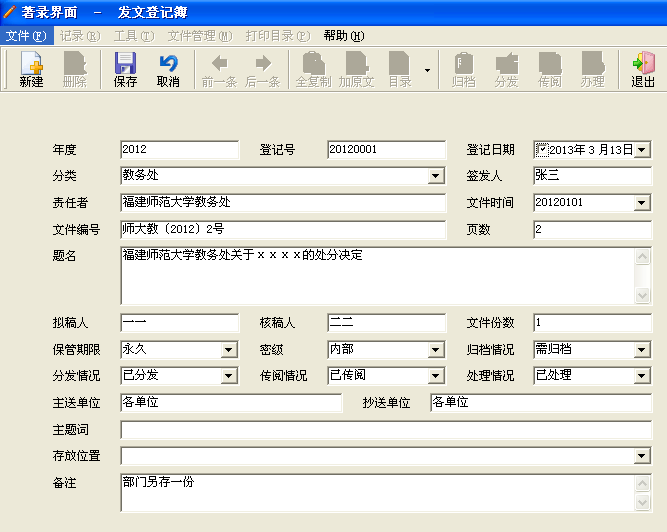 著录界面 - 发文登记簿
文件(F) 记录(R) 工具(T) 文件管理(M) 打印目录(P) 帮助(H)
新建 删除 保存 取消 前一条 后一条 全复制 加原文 目录 归档 分发 传阅 办理 退出
年度 2012 登记号 20120001 登记日期 2013年 3月13日
分类 教务处 签发人 张三
责任者 福建师范大学教务处 文件时间 20120101
文件编号 师大教〔2012〕2号 页数 2
题名 福建师范大学教务处关于ｘｘｘｘ的处分决定
拟稿人 一一 核稿人 二二 文件份数 1
保管期限 永久 密级 内部 归档情况 需归档
分发情况 已分发 传阅情况 已传阅 处理情况 已处理
主送单位 各单位 抄送单位 各单位
主题词
存放位置
备注 部门另存一份